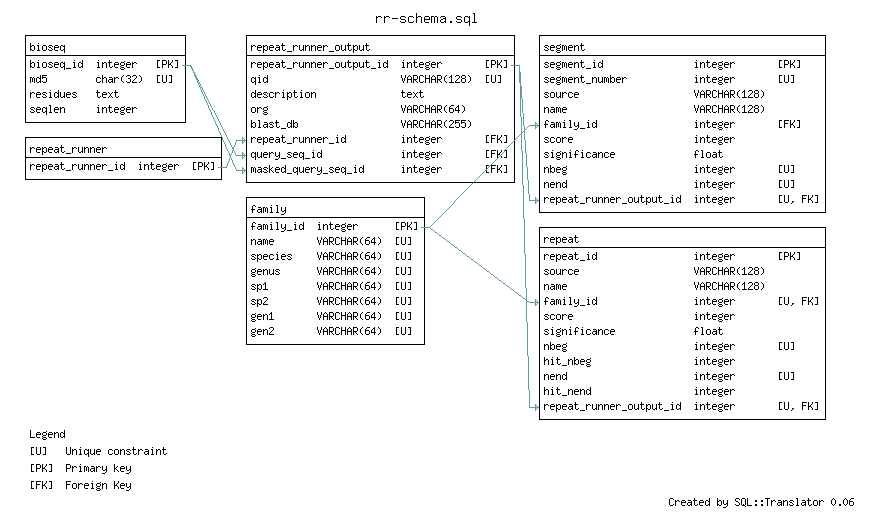 rr-schema.sql
bioseq
bioseq_id integer [PK]
md5 char(32) [U]
residues text
seqlen integer
repeat_runner
repeat_runner_id integer [PK]
repeat_runner_output
repeat_runner_output_id integer [PK]
qid VARCHAR(128) [U]
description text
org VARCHAR(64)
blast_db VARCHAR(255)
repeat_runner_id integer [FK]
query_seq_id integer [FK]
masked_query_seq_id integer [FK]
family
family_id integer [PK]
name VARCHAR(64) [U]
species VARCHAR(64) [U]
genus VARCHAR(64) [U]
sp1 VARCHAR(64) [U]
sp2 VARCHAR(64) [U]
gen1 VARCHAR(64) [U]
gen2 VARCHAR(64) [U]
segment
segment_id integer [PK]
segment_number integer [U]
source VARCHAR(128)
name VARCHAR(128)
family_id integer [FK]
score integer
significance float
nbeg integer [U]
nend integer [U]
repeat_runner_output_id integer [U, FK]
repeat
repeat_id integer [PK]
source VARCHAR(128)
name VARCHAR(128)
family_id integer [U, FK]
score integer
significance float
nbeg integer [U]
hit_nbeg integer
nend integer [U]
hit_nend integer
repeat_runner_output_id integer [U, FK]
Legend
[U] Unique constraint
[PK] Primary key
[FK] Foreign Key
Created by SQL::Translator 0.06